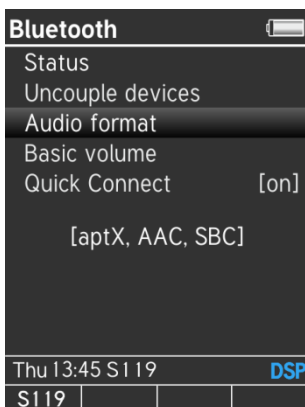 Bluetooth
Status
Uncouple devices
Audio format
Basic volume
Quick Connect [on]
[aptX, AAC, SBC]
Thu 13:45 S119 DSP
S119